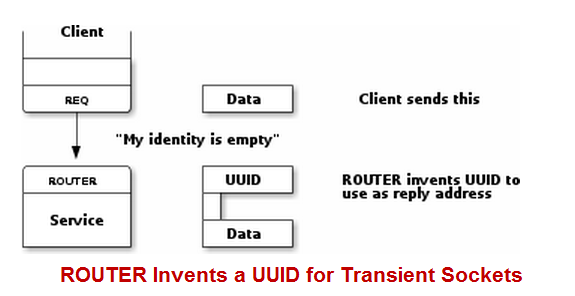 Client
REQ
Data
Client sends this
"My identity is empty"
ROUTER
UUID
ROUTER invents UUID to
use as reply address
Service
Data
ROUTER Invents a UUID for Transient Sockets